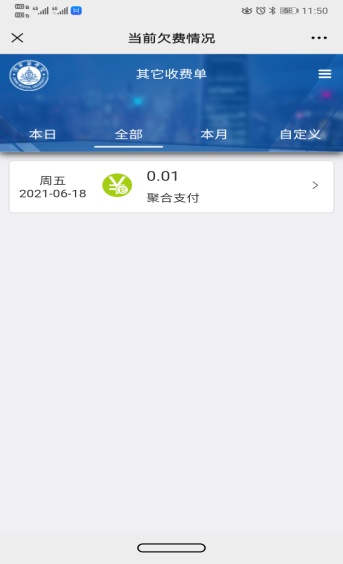 11:50
当前欠费情况
其它收费单
本日 全部 本月 自定义
周五
2021-06-18
0.01
聚合支付